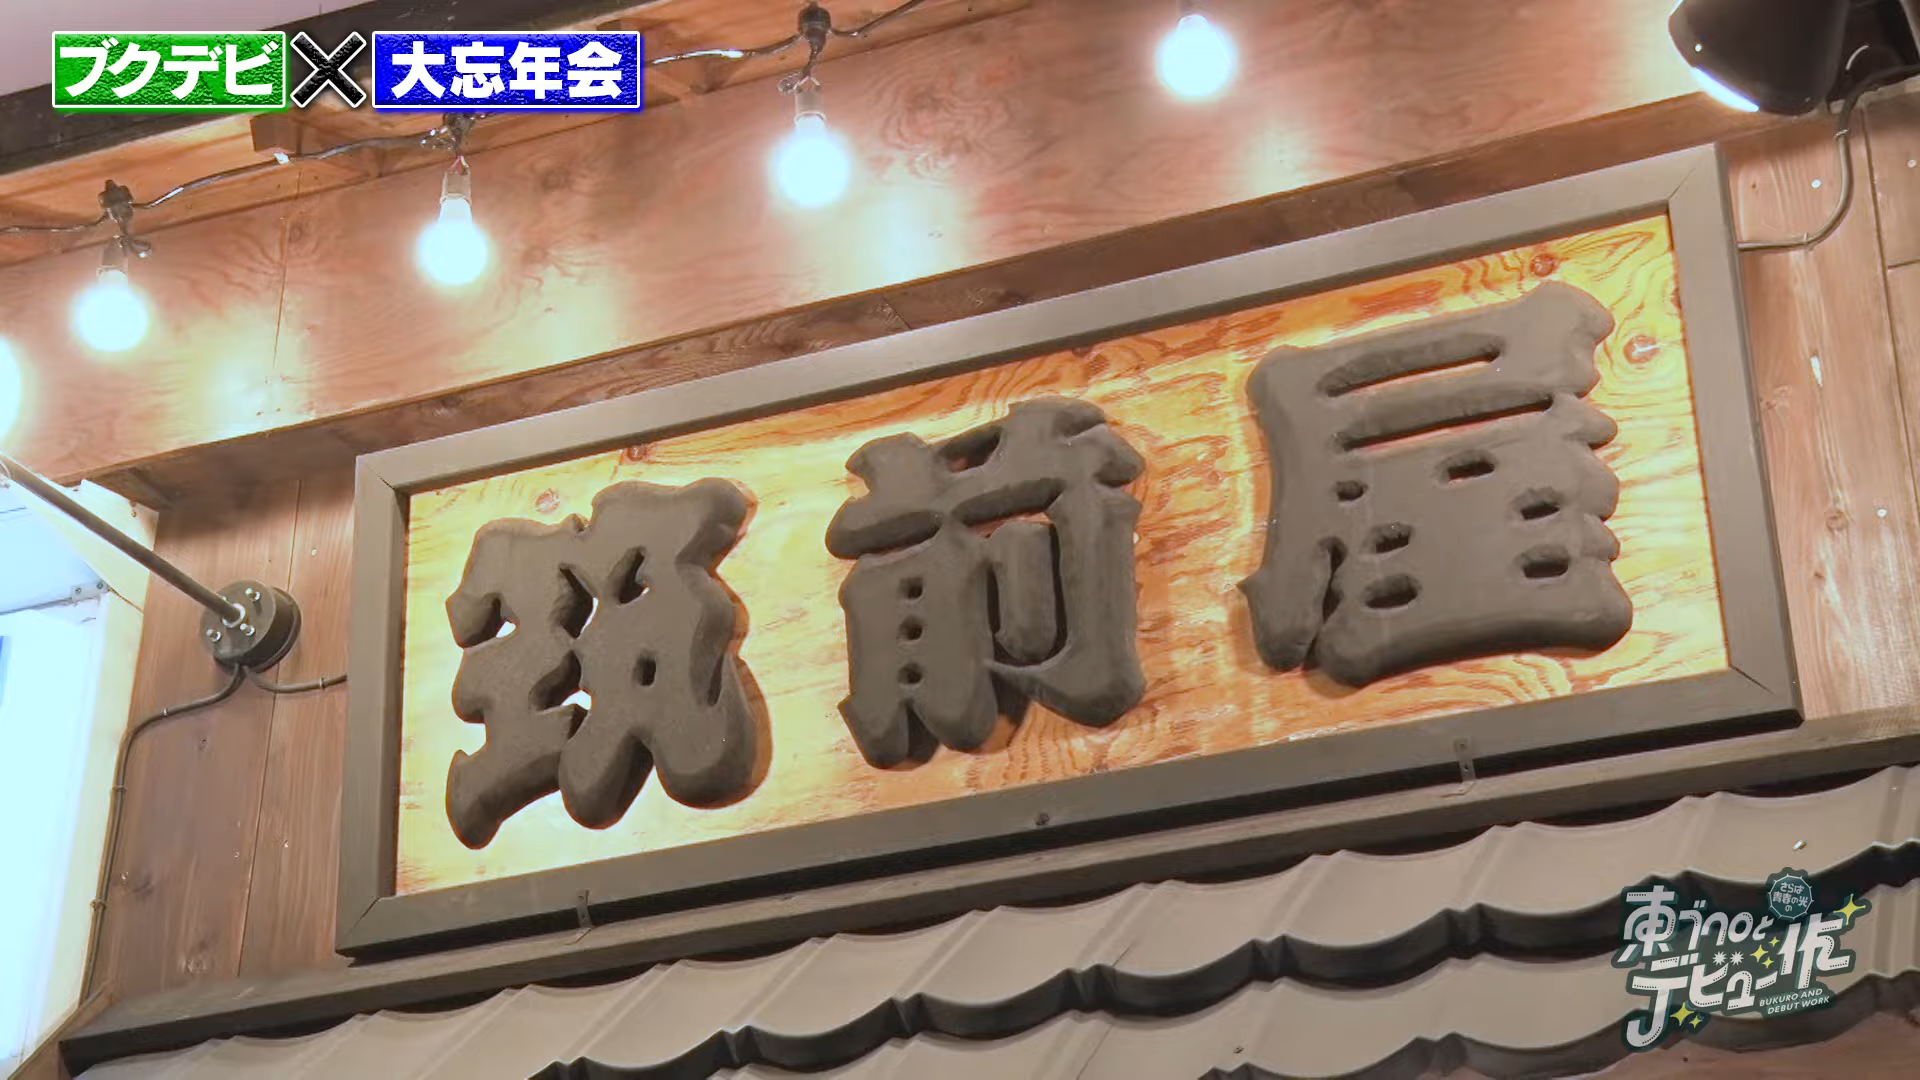 ブクデビ×大忘年会
筑前屋
さらば
青春の光
の
東ブクロと
デビュー作
BUKURO AND
DEBUT WORK